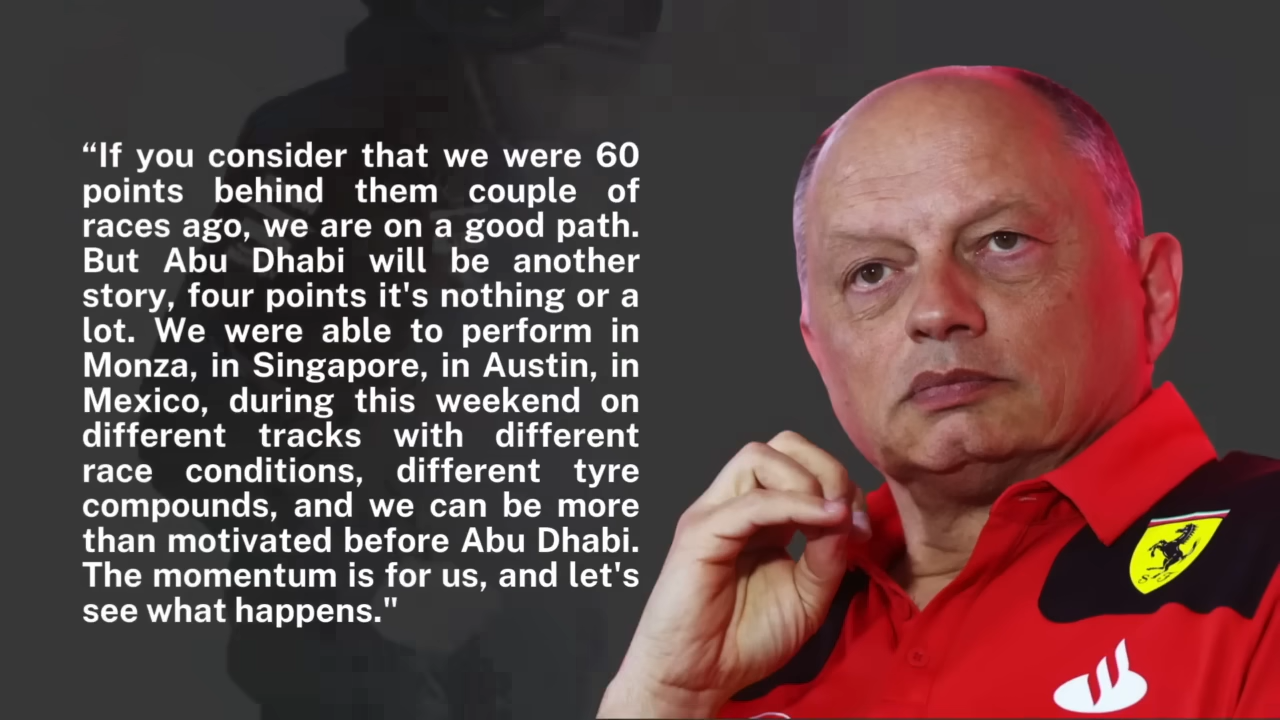 “If you consider that we were 60
points behind them couple of
races ago, we are on a good path.
But Abu Dhabi will be another
story, four points it's nothing or a
lot. We were able to perform in
Monza, in Singapore, in Austin, in
Mexico, during this weekend on
different tracks with different
race conditions, different tyre
compounds, and we can be more
than motivated before Abu Dhabi.
The momentum is for us, and let's
see what happens."
S F